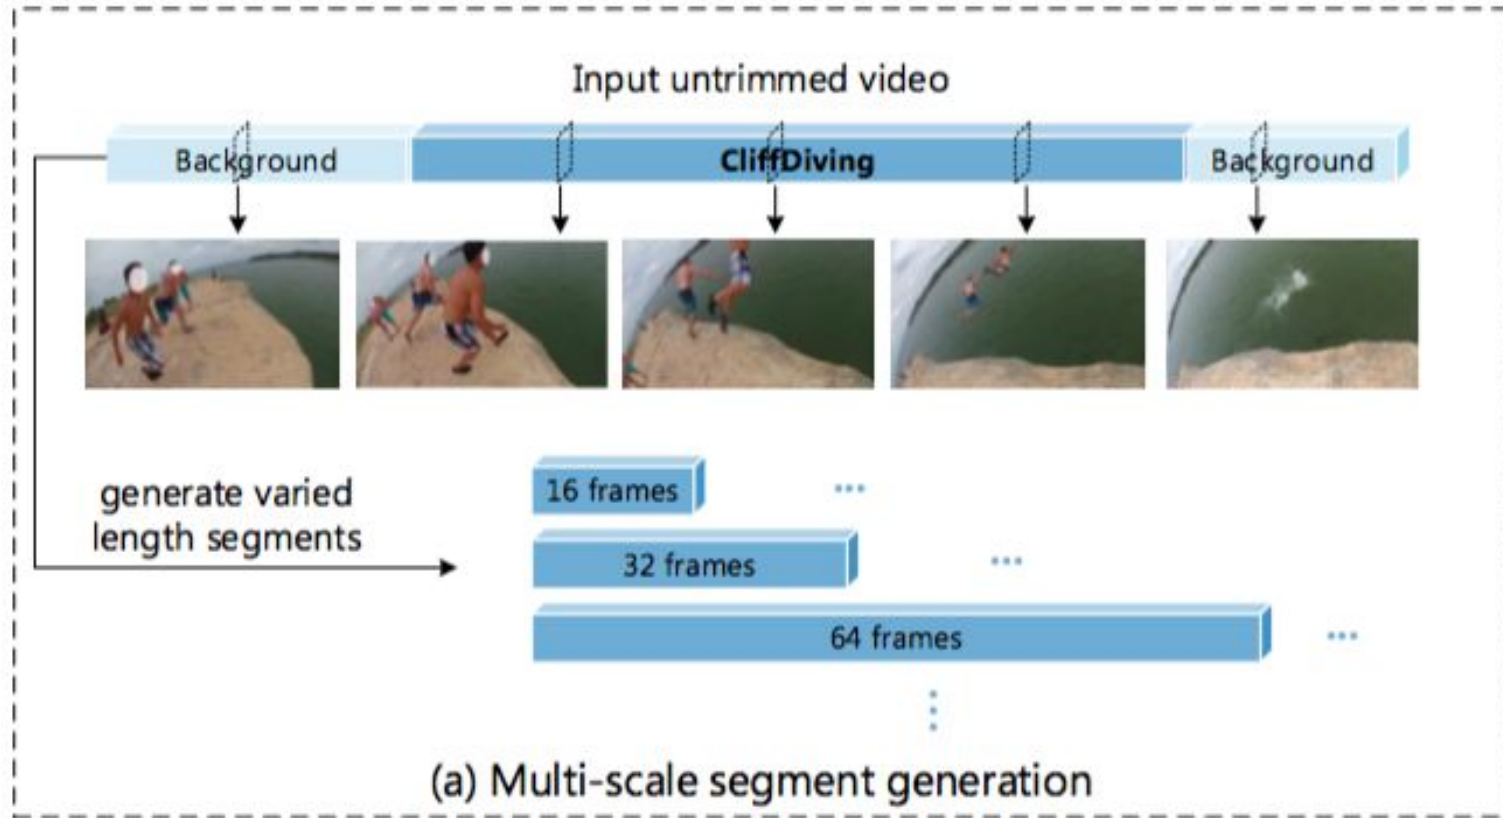 Input untrimmed video
Background
CliffDiving
Background
generate varied
length segments
16 frames
...
32 frames
...
64 frames
...
(a) Multi-scale segment generation